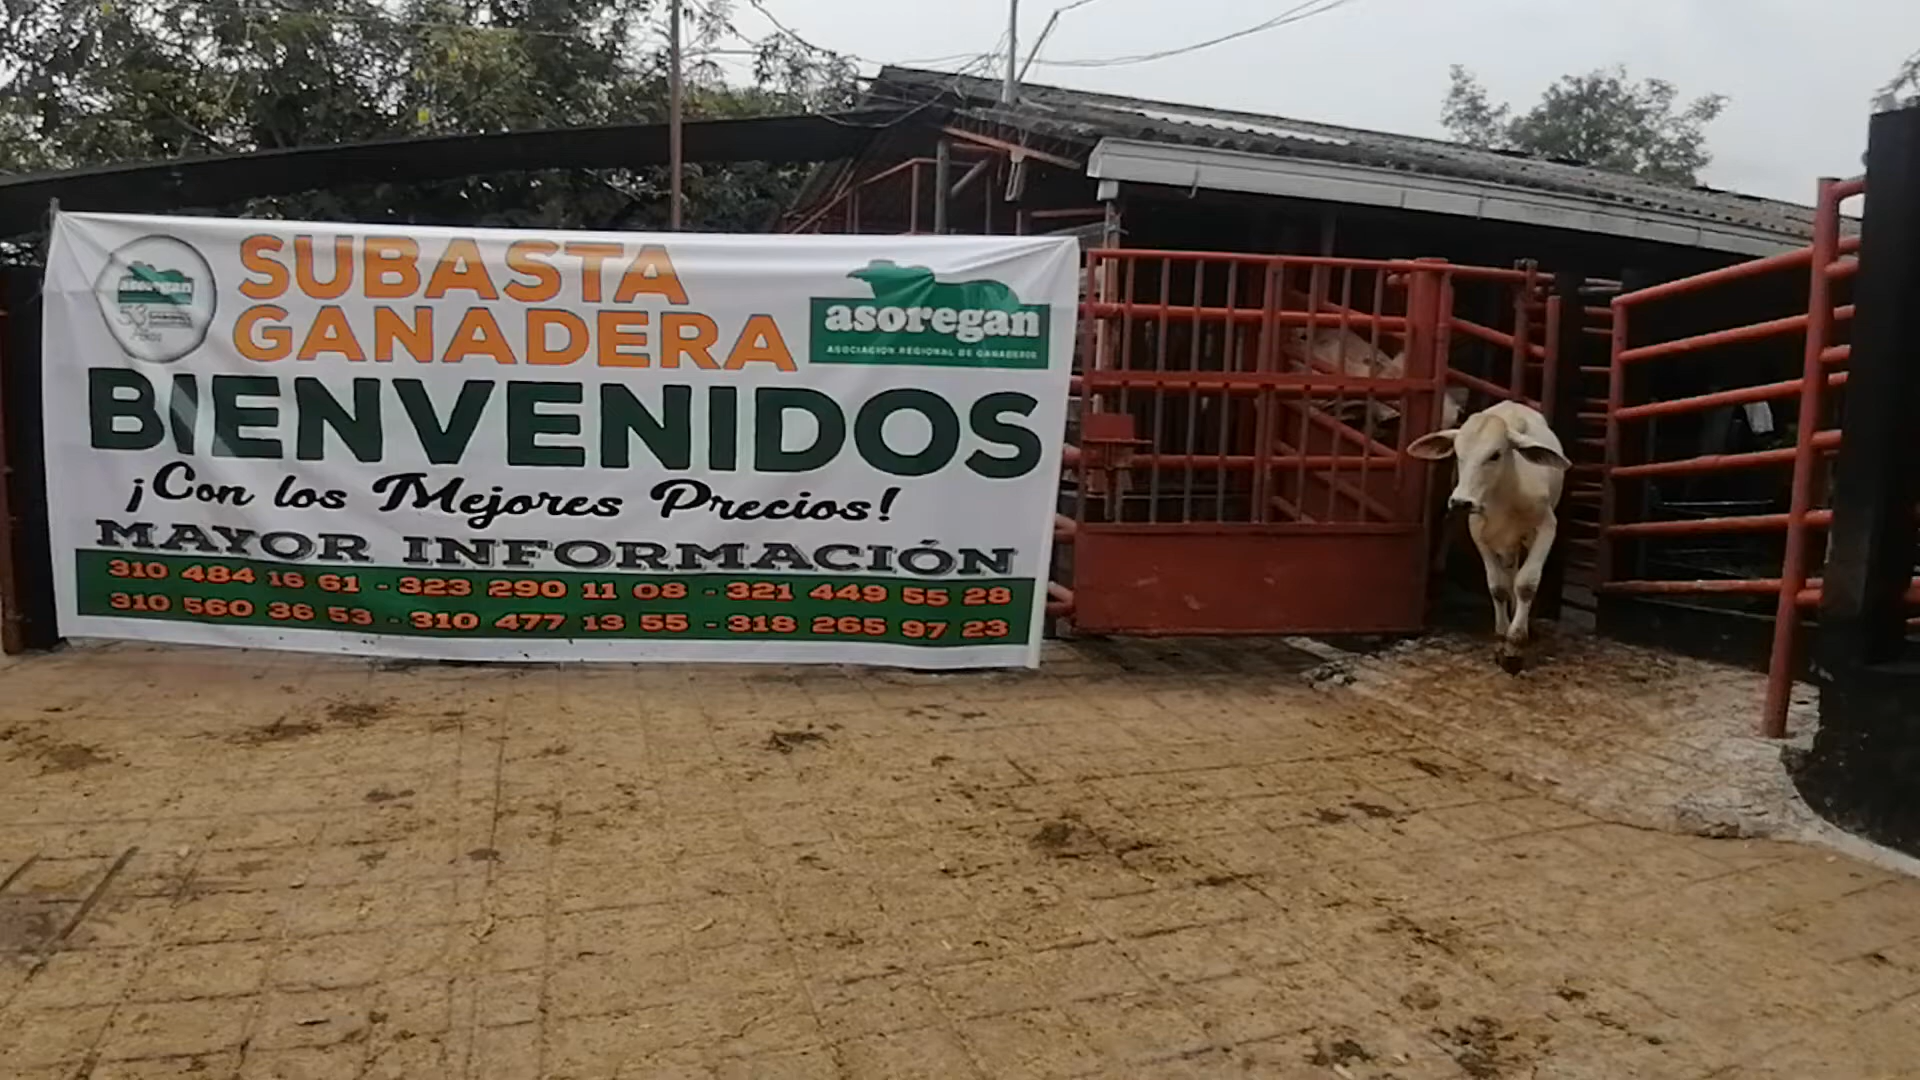 SUBASTA
GANADERA
asoregan
ASOCIACIÓN REGIONAL DE GANADEROS
asoregan
53
BIENVENIDOS
¡Con los Mejores Precios!
MAYOR INFORMACIÓN
310 484 16 61 - 323 290 11 08 - 321 449 55 28
310 560 36 53 - 310 477 13 55 - 318 265 97 23